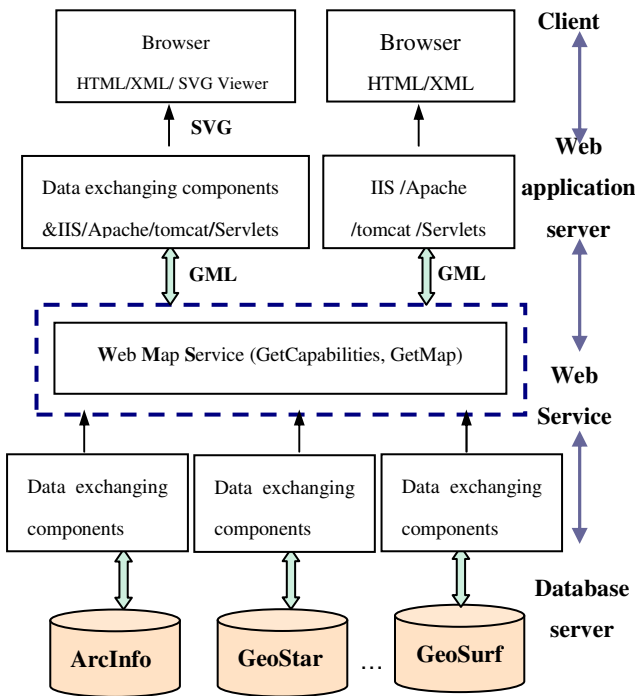 Client
Browser
HTML/XML/ SVG Viewer
Browser
HTML/XML
SVG
Web
application
server
Data exchanging components
&IIS/Apache/tomcat/Servlets
IIS /Apache
/tomcat /Servlets
GML
GML
Web Map Service (GetCapabilities, GetMap)
Web
Service
Data exchanging
components
Data exchanging
components
Data exchanging
components
Database
server
ArcInfo
GeoStar
...
GeoSurf